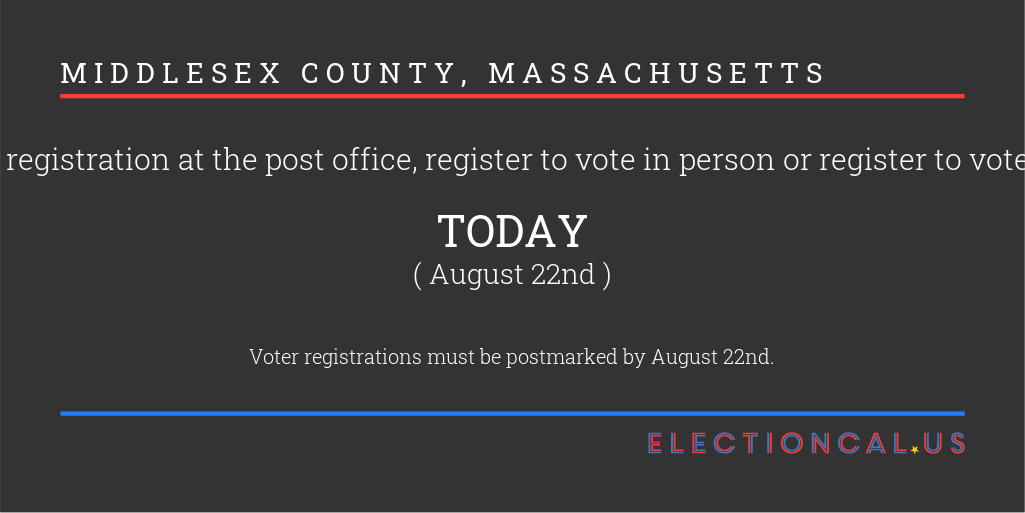 MIDDLESEX COUNTY, MASSACHUSETTS
registration at the post office, register to vote in person or register to vote
TODAY
( August 22nd )
Voter registrations must be postmarked by August 22nd.
ELECTIONCAL.US